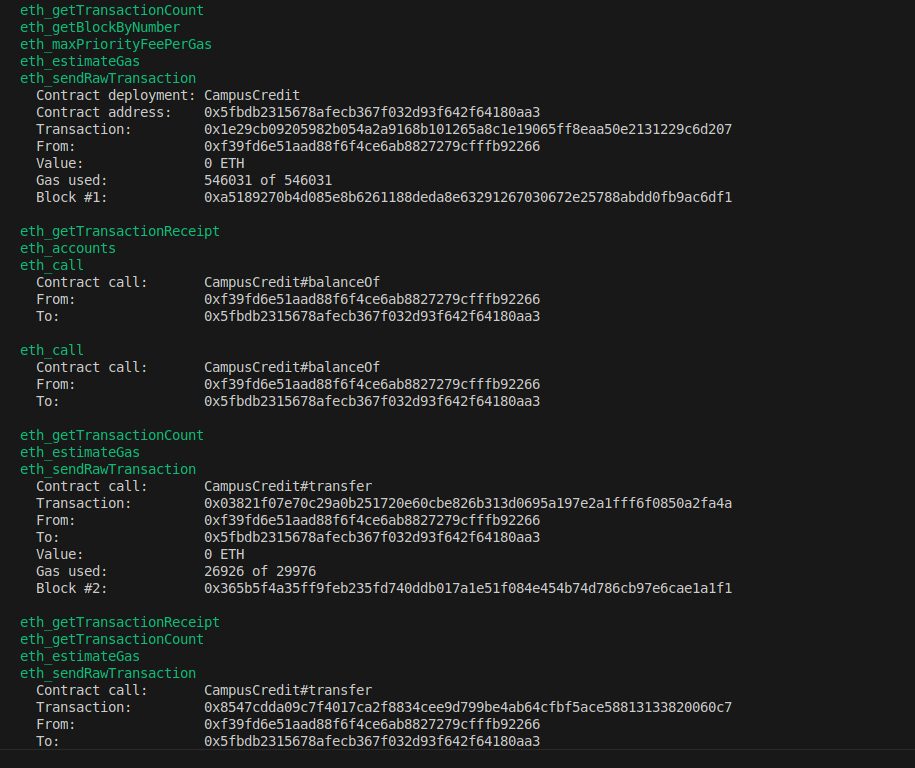 eth_getTransactionCount
eth_getBlockByNumber
eth_maxPriorityFeePerGas
eth_estimateGas
eth_sendRawTransaction
Contract deployment: CampusCredit
Contract address: 0x5fbdb2315678afecb367f032d93f642f64180aa3
Transaction: 0x1e29cb09205982b054a2a9168b101265a8c1e19065ff8eaa50e2131229c6d207
From: 0xf39fd6e51aad88f6f4ce6ab8827279cfffb92266
Value: 0 ETH
Gas used: 546031 of 546031
Block #1: 0xa5189270b4d085e8b6261188deda8e63291267030672e25788abdd0fb9ac6df1
eth_getTransactionReceipt
eth_accounts
eth_call
Contract call: CampusCredit#balanceOf
From: 0xf39fd6e51aad88f6f4ce6ab8827279cfffb92266
To: 0x5fbdb2315678afecb367f032d93f642f64180aa3
eth_call
Contract call: CampusCredit#balanceOf
From: 0xf39fd6e51aad88f6f4ce6ab8827279cfffb92266
To: 0x5fbdb2315678afecb367f032d93f642f64180aa3
eth_getTransactionCount
eth_estimateGas
eth_sendRawTransaction
Contract call: CampusCredit#transfer
Transaction: 0x03821f07e70c29a0b251720e60cbe826b313d0695a197e2a1fff6f0850a2fa4a
From: 0xf39fd6e51aad88f6f4ce6ab8827279cfffb92266
To: 0x5fbdb2315678afecb367f032d93f642f64180aa3
Value: 0 ETH
Gas used: 26926 of 29976
Block #2: 0x365b5f4a35ff9feb235fd740ddb017a1e51f084e454b74d786cb97e6cae1a1f1
eth_getTransactionReceipt
eth_getTransactionCount
eth_estimateGas
eth_sendRawTransaction
Contract call: CampusCredit#transfer
Transaction: 0x8547cdda09c7f4017ca2f8834cee9d799be4ab64cfbf5ace58813133820060c7
From: 0xf39fd6e51aad88f6f4ce6ab8827279cfffb92266
To: 0x5fbdb2315678afecb367f032d93f642f64180aa3